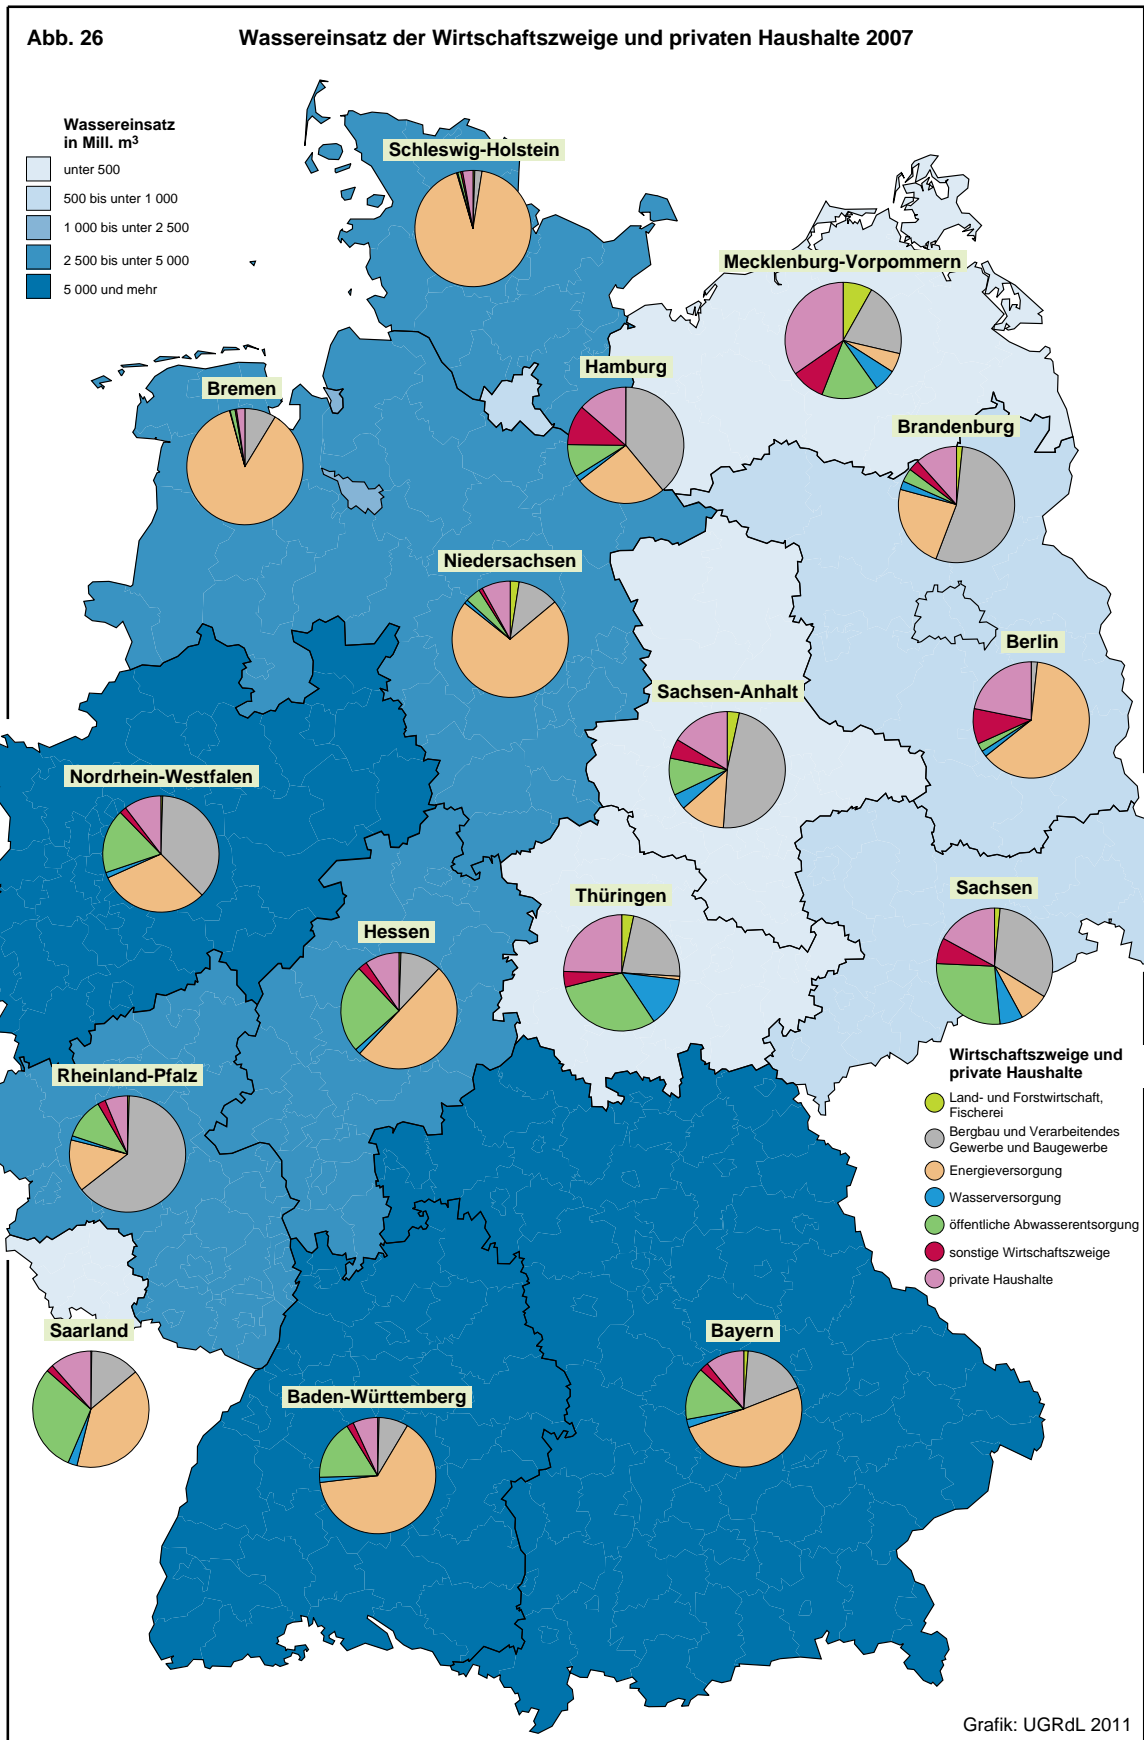 Abb. 26
Wassereinsatz der Wirtschaftszweige und privaten Haushalte 2007
Wassereinsatz
in Mill. m³
unter 500
500 bis unter 1 000
1 000 bis unter 2 500
2 500 bis unter 5 000
5 000 und mehr
Schleswig-Holstein
Mecklenburg-Vorpommern
Hamburg
Bremen
Brandenburg
Niedersachsen
Berlin
Sachsen-Anhalt
Nordrhein-Westfalen
Thüringen
Sachsen
Hessen
Rheinland-Pfalz
Wirtschaftszweige und
private Haushalte
Land- und Forstwirtschaft,
Fischerei
Bergbau und Verarbeitendes
Gewerbe und Baugewerbe
Energieversorgung
Wasserversorgung
öffentliche Abwasserentsorgung
sonstige Wirtschaftszweige
private Haushalte
Saarland
Bayern
Baden-Württemberg
Grafik: UGRdL 2011